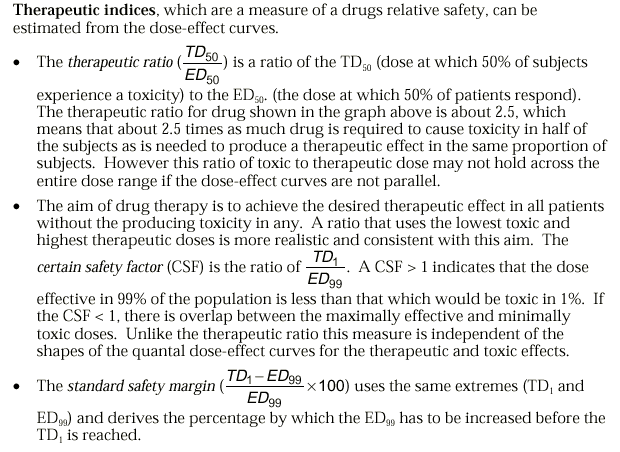 Therapeutic indices, which are a measure of a drugs relative safety, can be
estimated from the dose-effect curves.
• The therapeutic ratio (TD50/ED50) is a ratio of the TD50 (dose at which 50% of subjects
experience a toxicity) to the ED50. (the dose at which 50% of patients respond).
The therapeutic ratio for drug shown in the graph above is about 2.5, which
means that about 2.5 times as much drug is required to cause toxicity in half of
the subjects as is needed to produce a therapeutic effect in the same proportion of
subjects. However this ratio of toxic to therapeutic dose may not hold across the
entire dose range if the dose-effect curves are not parallel.
• The aim of drug therapy is to achieve the desired therapeutic effect in all patients
without the producing toxicity in any. A ratio that uses the lowest toxic and
highest therapeutic doses is more realistic and consistent with this aim. The
certain safety factor (CSF) is the ratio of TD1/ED99. A CSF > 1 indicates that the dose
effective in 99% of the population is less than that which would be toxic in 1%. If
the CSF < 1, there is overlap between the maximally effective and minimally
toxic doses. Unlike the therapeutic ratio this measure is independent of the
shapes of the quantal dose-effect curves for the therapeutic and toxic effects.
• The standard safety margin (TD1–ED99/ED99 ×100) uses the same extremes (TD1 and
ED99) and derives the percentage by which the ED99 has to be increased before the
TD1 is reached.